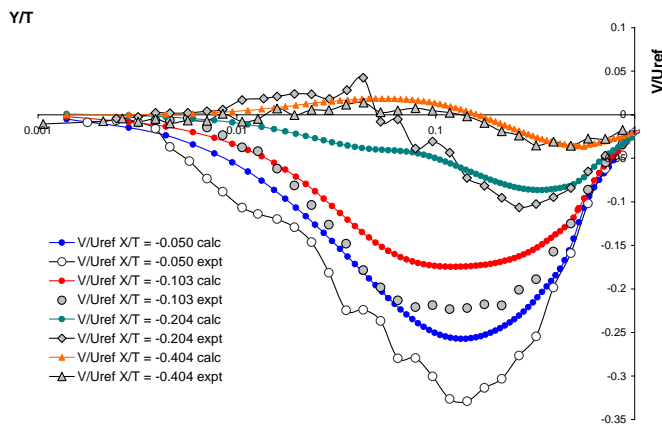 Y/T
0.1
0.05
0
-0.05
-0.1
-0.15
-0.2
-0.25
-0.3
-0.35
V/Uref
0.001
0.01
0.1
V/Uref X/T = -0.050 calc
V/Uref X/T = -0.050 expt
V/Uref X/T = -0.103 calc
V/Uref X/T = -0.103 expt
V/Uref X/T = -0.204 calc
V/Uref X/T = -0.204 expt
V/Uref X/T = -0.404 calc
V/Uref X/T = -0.404 expt